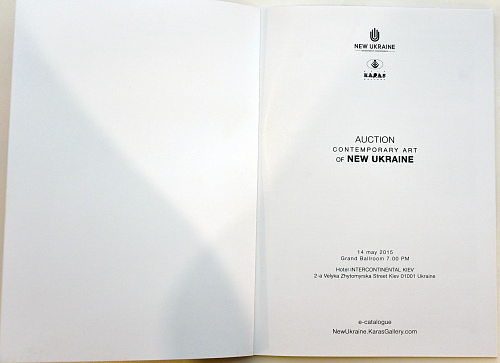 NEW UKRAINE
KARAS
GALLERY
AUCTION
CONTEMPORARY ART
OF NEW UKRAINE
14 may 2015
Grand Ballroom 7.00 PM
Hotel INTERCONTINENTAL KIEV
2-a Velyka Zhytomyrska Street Kiev 01001 Ukraine
e-catalogue
NewUkraine.KarasGallery.com